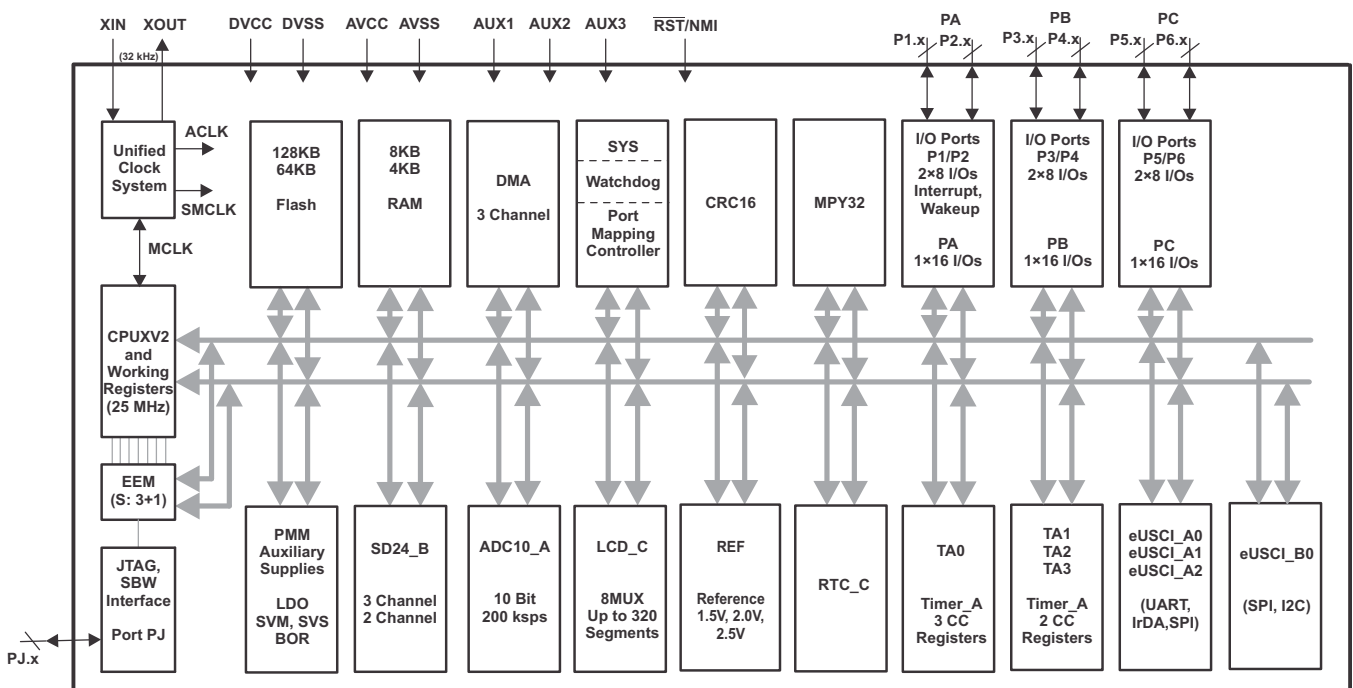 XIN XOUT DVCC DVSS AVCC AVSS AUX1 AUX2 AUX3 RST/NMI
PA
P1.x P2.x
PB
P3.x P4.x
PC
P5.x P6.x
(32 kHz)
Unified
Clock
System
ACLK
SMCLK
MCLK
128KB
64KB
Flash
8KB
4KB
RAM
DMA
3 Channel
SYS
Watchdog
Port
Mapping
Controller
CRC16
MPY32
I/O Ports
P1/P2
2×8 I/Os
Interrupt,
Wakeup
PA
1×16 I/Os
I/O Ports
P3/P4
2×8 I/Os
PB
1×16 I/Os
I/O Ports
P5/P6
2×8 I/Os
PC
1×16 I/Os
CPUXV2
and
Working
Registers
(25 MHz)
EEM
(S: 3+1)
JTAG,
SBW
Interface
Port PJ
PJ.x
PMM
Auxiliary
Supplies
LDO
SVM, SVS
BOR
SD24_B
3 Channel
2 Channel
ADC10_A
10 Bit
200 ksps
LCD_C
8MUX
Up to 320
Segments
REF
Reference
1.5V, 2.0V,
2.5V
RTC_C
TA0
Timer_A
3 CC
Registers
TA1
TA2
TA3
Timer_A
2 CC
Registers
eUSCI_A0
eUSCI_A1
eUSCI_A2
(UART,
IrDA,SPI)
eUSCI_B0
(SPI, I2C)